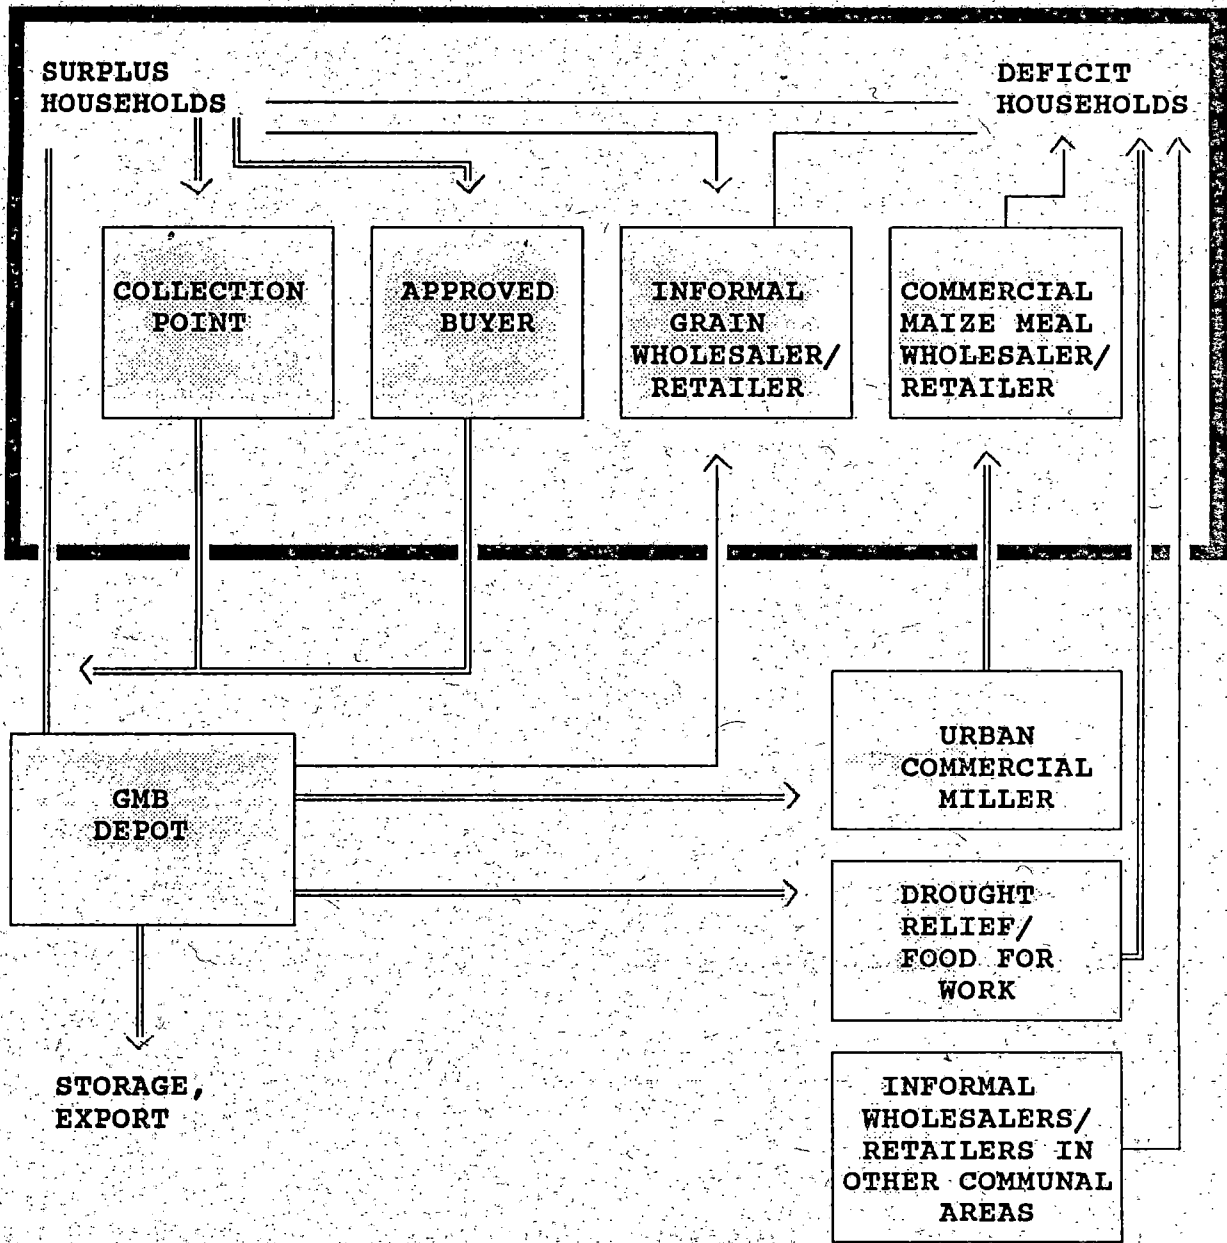 SURPLUS
HOUSEHOLDS
DEFICIT
HOUSEHOLDS
COLLECTION
POINT
APPROVED
BUYER
INFORMAL
GRAIN
WHOLESALER/
RETAILER
COMMERCIAL
MAIZE MEAL
WHOLESALER/
RETAILER
URBAN
COMMERCIAL
MILLER
GMB
DEPOT
DROUGHT
RELIEF/
FOOD FOR
WORK
STORAGE,
EXPORT
INFORMAL
WHOLESALERS/
RETAILERS IN
OTHER COMMUNAL
AREAS